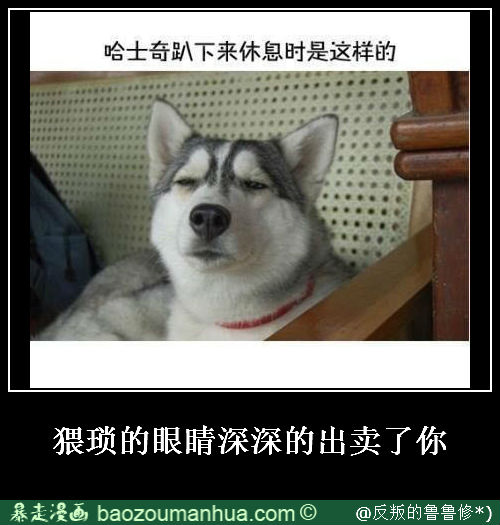 哈士奇趴下来休息时是这样的
猥琐的眼睛深深的出卖了你
暴走漫画 baozoumanhua.com © @反叛的鲁鲁修*)